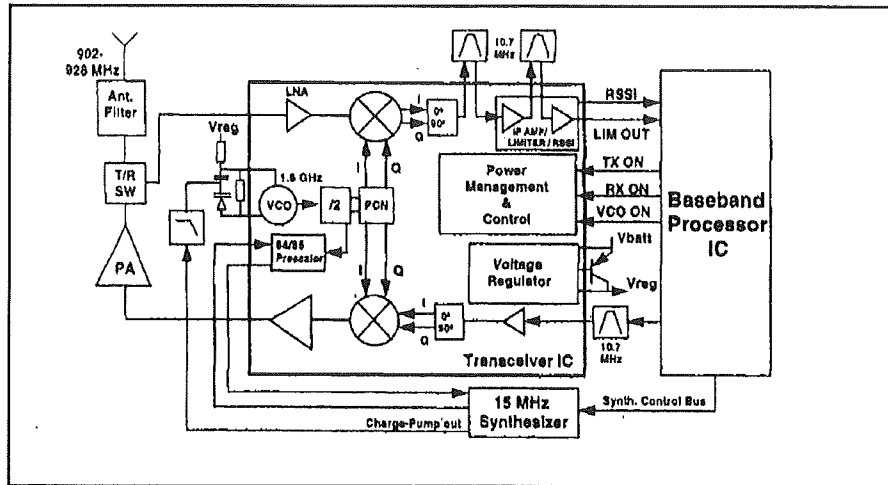 902-
928 MHz
Ant.
Filter
T/R
SW
PA
Vrag
LNA
1.8 GHz
VCO
/2
PCN
64/65
Prescaler
I
Q
I
Q
I
Q
0°
90°
10.7
MHz
IF AMP/
LIMITER / RSSI
RSSI
LIM OUT
Power
Management
&
Control
TX ON
RX ON
VCO ON
Baseband
Processor
IC
Voltage
Regulator
Vbatt
Vreg
I
Q
0°
90°
10.7
MHz
Transceiver IC
15 MHz
Synthesizer
Synth. Control Bus
Charge-Pump out